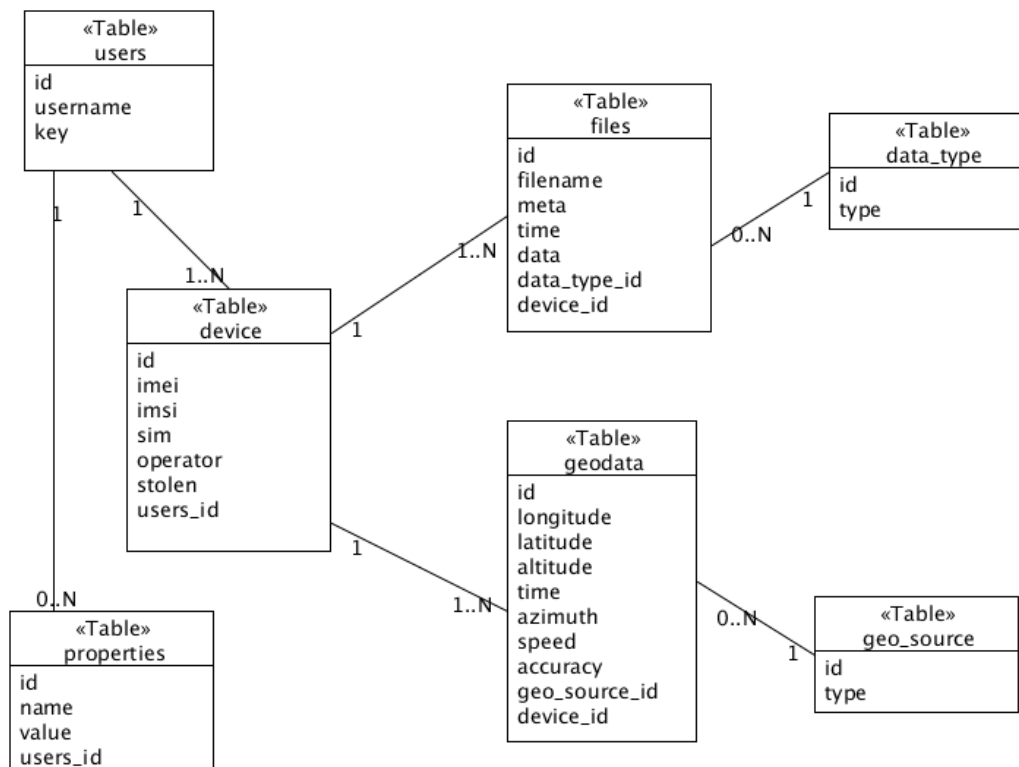 «Table»
users
id
username
key
1
1
1..N
0..N
«Table»
device
id
imei
imsi
sim
operator
stolen
users_id
1
1..N
1
1..N
«Table»
files
id
filename
meta
time
data
data_type_id
device_id
0..N
1
«Table»
data_type
id
type
«Table»
geodata
id
longitude
latitude
altitude
time
azimuth
speed
accuracy
geo_source_id
device_id
0..N
1
«Table»
geo_source
id
type
«Table»
properties
id
name
value
users_id